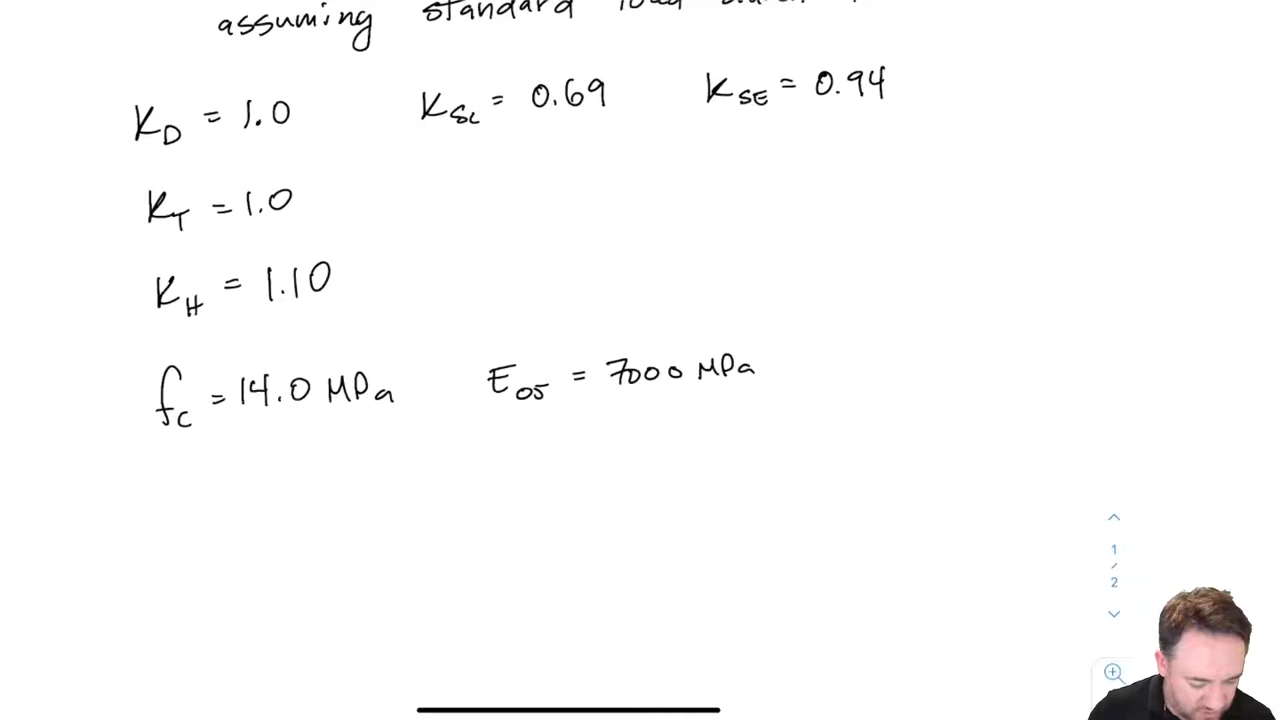 assuming standard load
K_D = 1.0 K_Sc = 0.69 K_SE = 0.94
K_T = 1.0
K_H = 1.10
f_c = 14.0 MPa E_05 = 7000 MPa
1
/
2